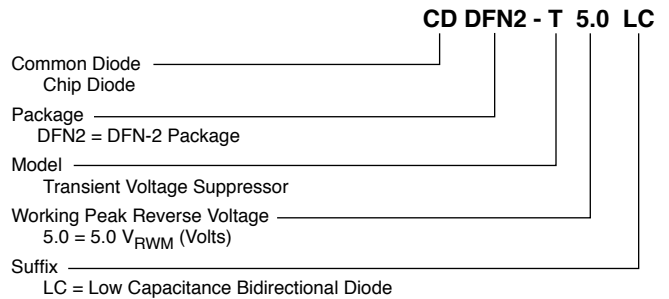 CD DFN2 - T 5.0 LC
Common Diode
Chip Diode
Package
DFN2 = DFN-2 Package
Model
Transient Voltage Suppressor
Working Peak Reverse Voltage
5.0 = 5.0 VRWM (Volts)
Suffix
LC = Low Capacitance Bidirectional Diode